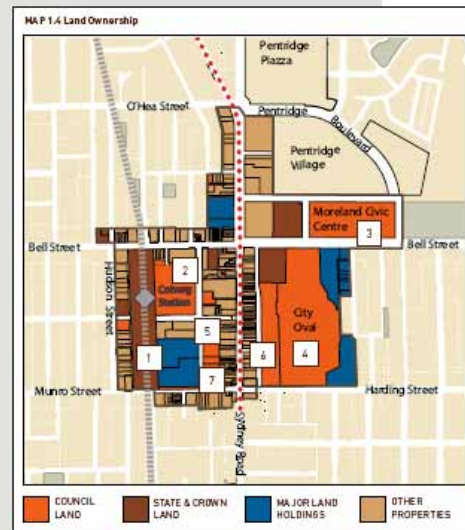 MAP 1.4 Land Ownership
Pentridge
Piazza
O'Hea Street
Pentridge
Boulevard
Pentridge
Village
Moreland Civic
Centre
3
Bell Street
Bell Street
2
Coburg
Station
Hudson Street
City
Oval
5
1
6
4
7
Munro Street
Harding Street
Sydney Road
COUNCIL
LAND
STATE & CROWN
LAND
MAJOR LAND
HOLDINGS
OTHER
PROPERTIES